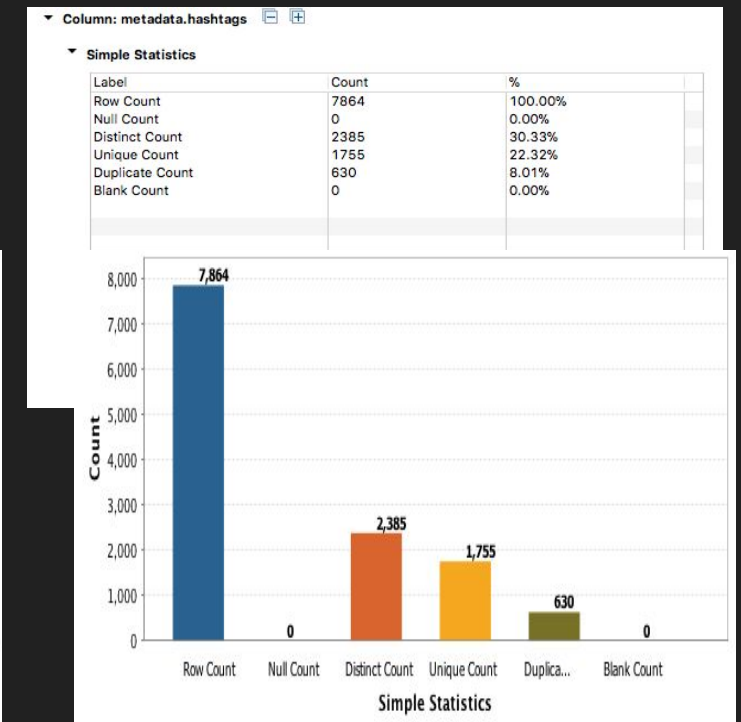 Column: metadata.hashtags
Simple Statistics
Label Count %
Row Count 7864 100.00%
Null Count 0 0.00%
Distinct Count 2385 30.33%
Unique Count 1755 22.32%
Duplicate Count 630 8.01%
Blank Count 0 0.00%
8,000
7,000
6,000
5,000
4,000
3,000
2,000
1,000
0
Count
7,864
0
2,385
1,755
630
0
Row Count Null Count Distinct Count Unique Count Duplica... Blank Count
Simple Statistics